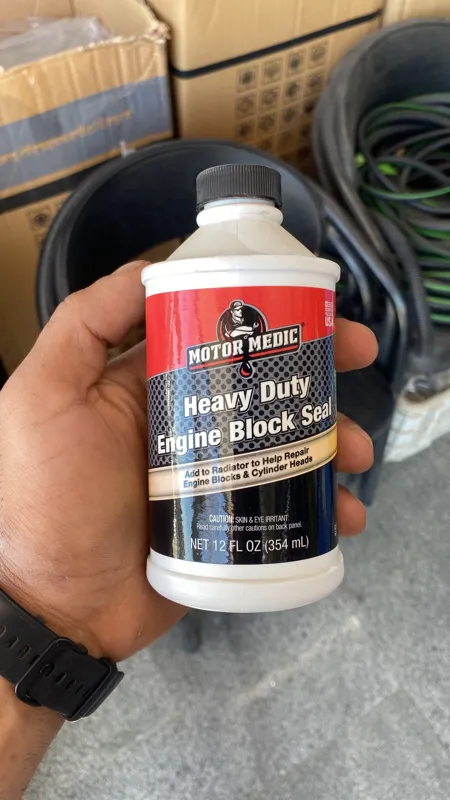 MOTOR MEDIC
Heavy Duty
Engine Block Seal
Add to Radiator to Help Repair
Engine Blocks & Cylinder Heads
CAUTION: SKIN & EYE IRRITANT
Read carefully other cautions on back panel.
NET 12 FL OZ (354 mL)